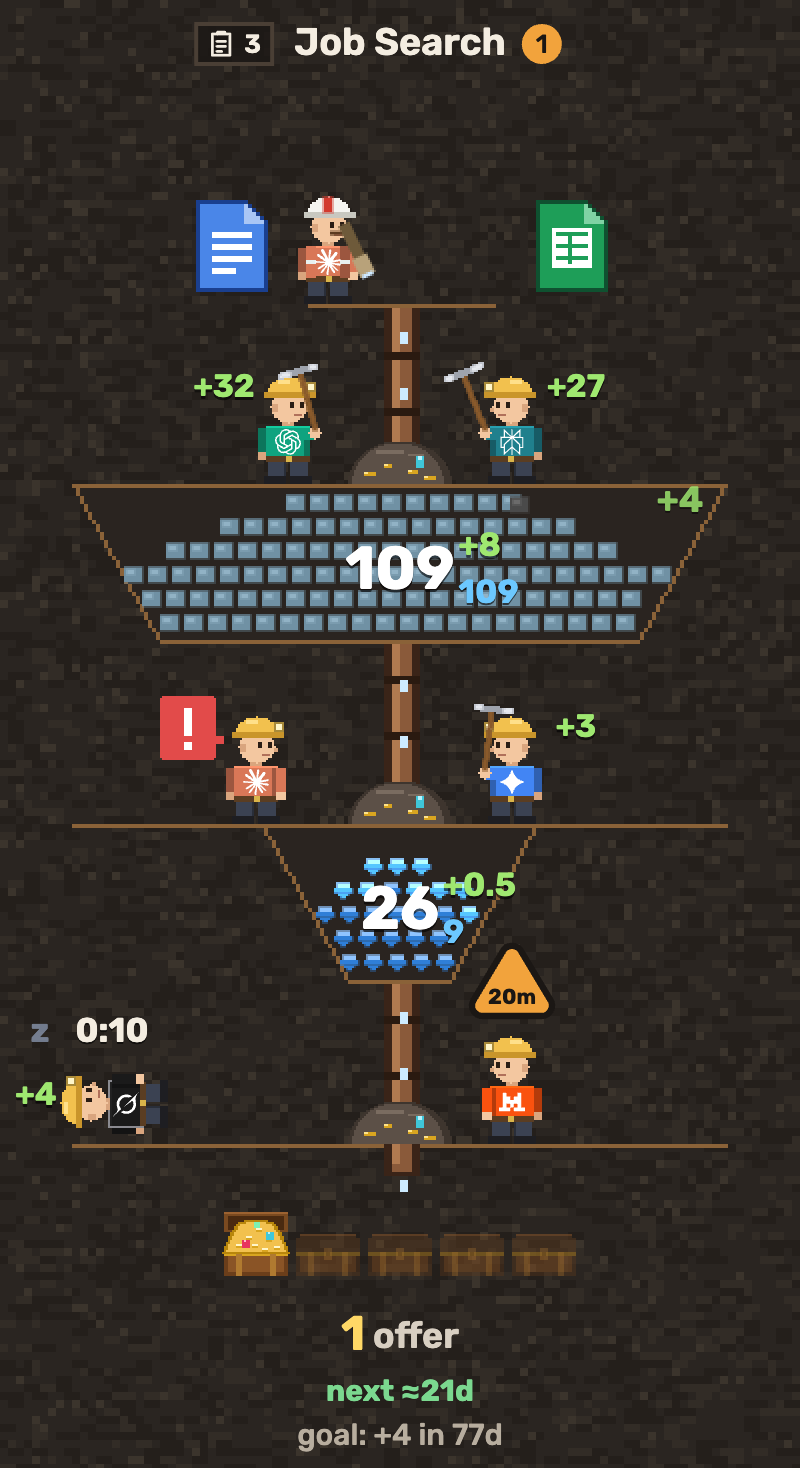 3 Job Search 1
+32
+27
+4
109 +8
109
!
+3
26 +0.5
9
20m
z 0:10
+4
1 offer
next ≈21d
goal: +4 in 77d